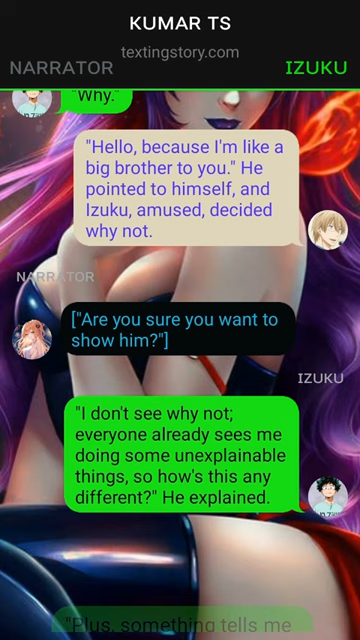 KUMAR TS
textingstory.com
NARRATOR
IZUKU
"Why."
"Hello, because I'm like a
big brother to you." He
pointed to himself, and
Izuku, amused, decided
why not.
NARRATOR
["Are you sure you want to
show him?"]
IZUKU
"I don't see why not;
everyone already sees me
doing some unexplainable
things, so how's this any
different?" He explained.
"Plus, something tells me